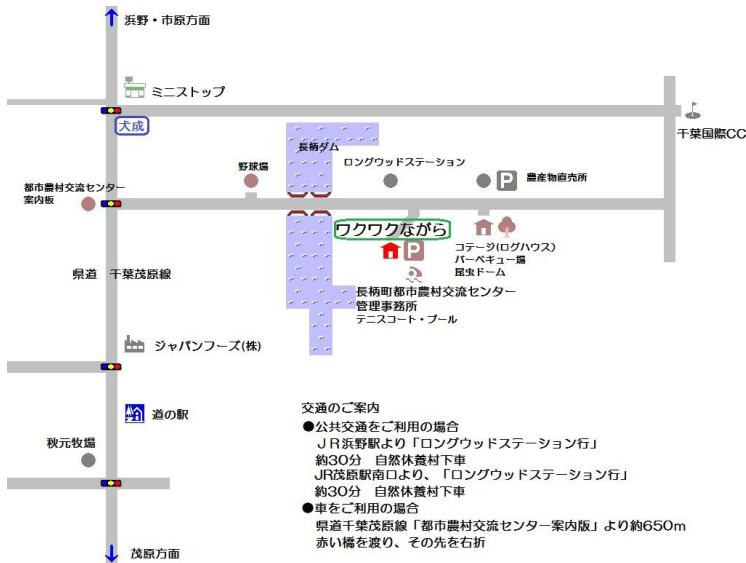 浜野・市原方面
ミニストップ
犬成
千葉国際CC
長柄ダム
野球場
ロングウッドステーション
P
農産物直売所
都市農村交流センター
案内板
ワクワクながら
P
コテージ(ログハウス)
バーベキュー場
昆虫ドーム
県道 千葉茂原線
長柄町都市農村交流センター
管理事務所
テニスコート・プール
ジャパンフーズ(株)
道の駅
秋元牧場
茂原方面
交通のご案内
●公共交通をご利用の場合
ＪＲ浜野駅より「ロングウッドステーション行」
約30分 自然休養村下車
JR茂原駅南口より、「ロングウッドステーション行」
約30分 自然休養村下車
●車をご利用の場合
県道千葉茂原線「都市農村交流センター案内版」より約650m
赤い橋を渡り、その先を右折